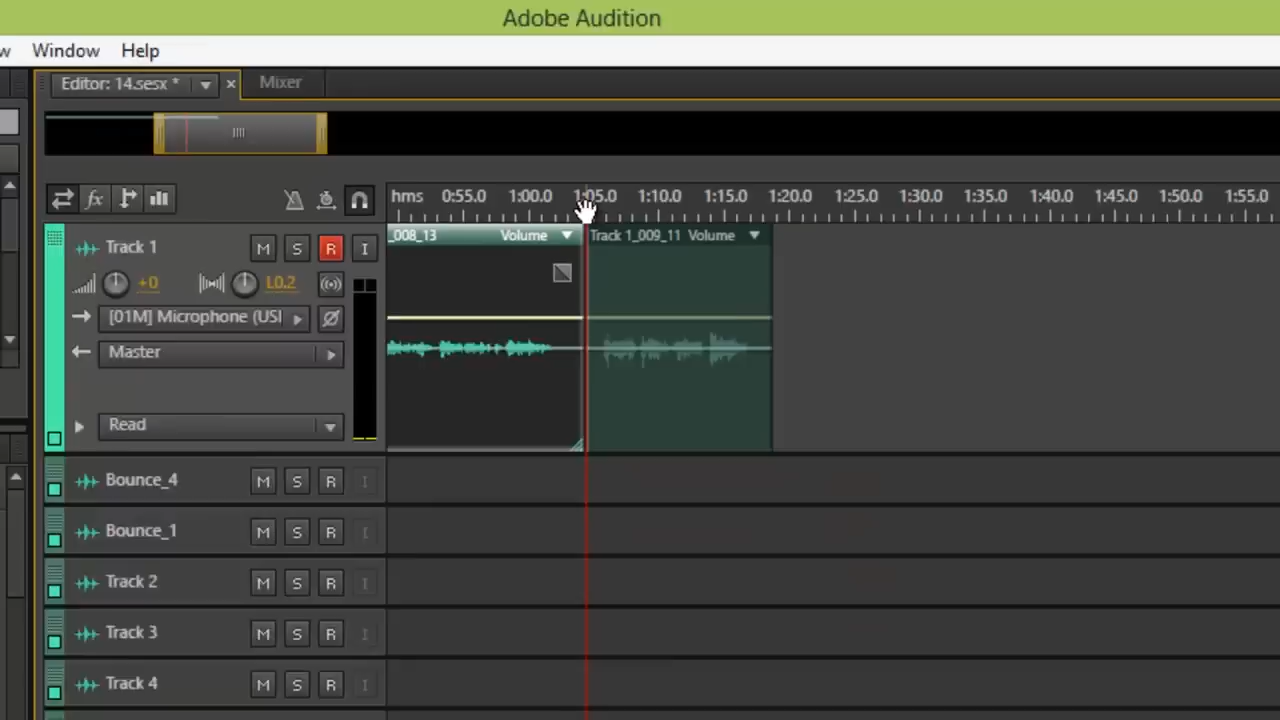 Adobe Audition
w Window Help
Editor: 14.sesx *
Mixer
fx
hms 0:55.0 1:00.0 1:05.0 1:10.0 1:15.0 1:20.0 1:25.0 1:30.0 1:35.0 1:40.0 1:45.0 1:50.0 1:55.0
Track 1 M S R I
_008_13 Volume
Track 1_009_11 Volume
+0 L0.2
[01M] Microphone (USI
Master
Read
Bounce_4 M S R I
Bounce_1 M S R I
Track 2 M S R I
Track 3 M S R I
Track 4 M S R I